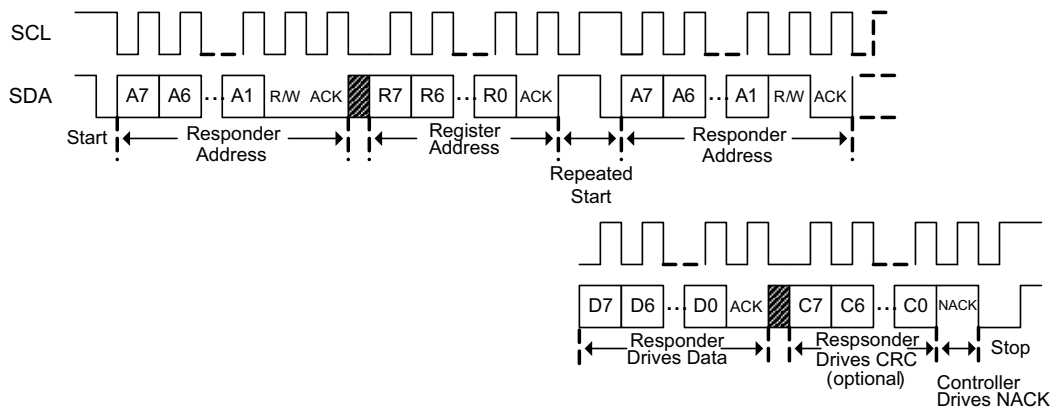 SCL
SDA
A7 A6 ... A1 R/W ACK R7 R6 ... R0 ACK A7 A6 ... A1 R/W ACK
Start
Responder
Address
Register
Address
Repeated
Start
Responder
Address
D7 D6 ... D0 ACK C7 C6 ... C0 NACK
Responder
Drives Data
Respsonder
Drives CRC
(optional)
Stop
Controller
Drives NACK